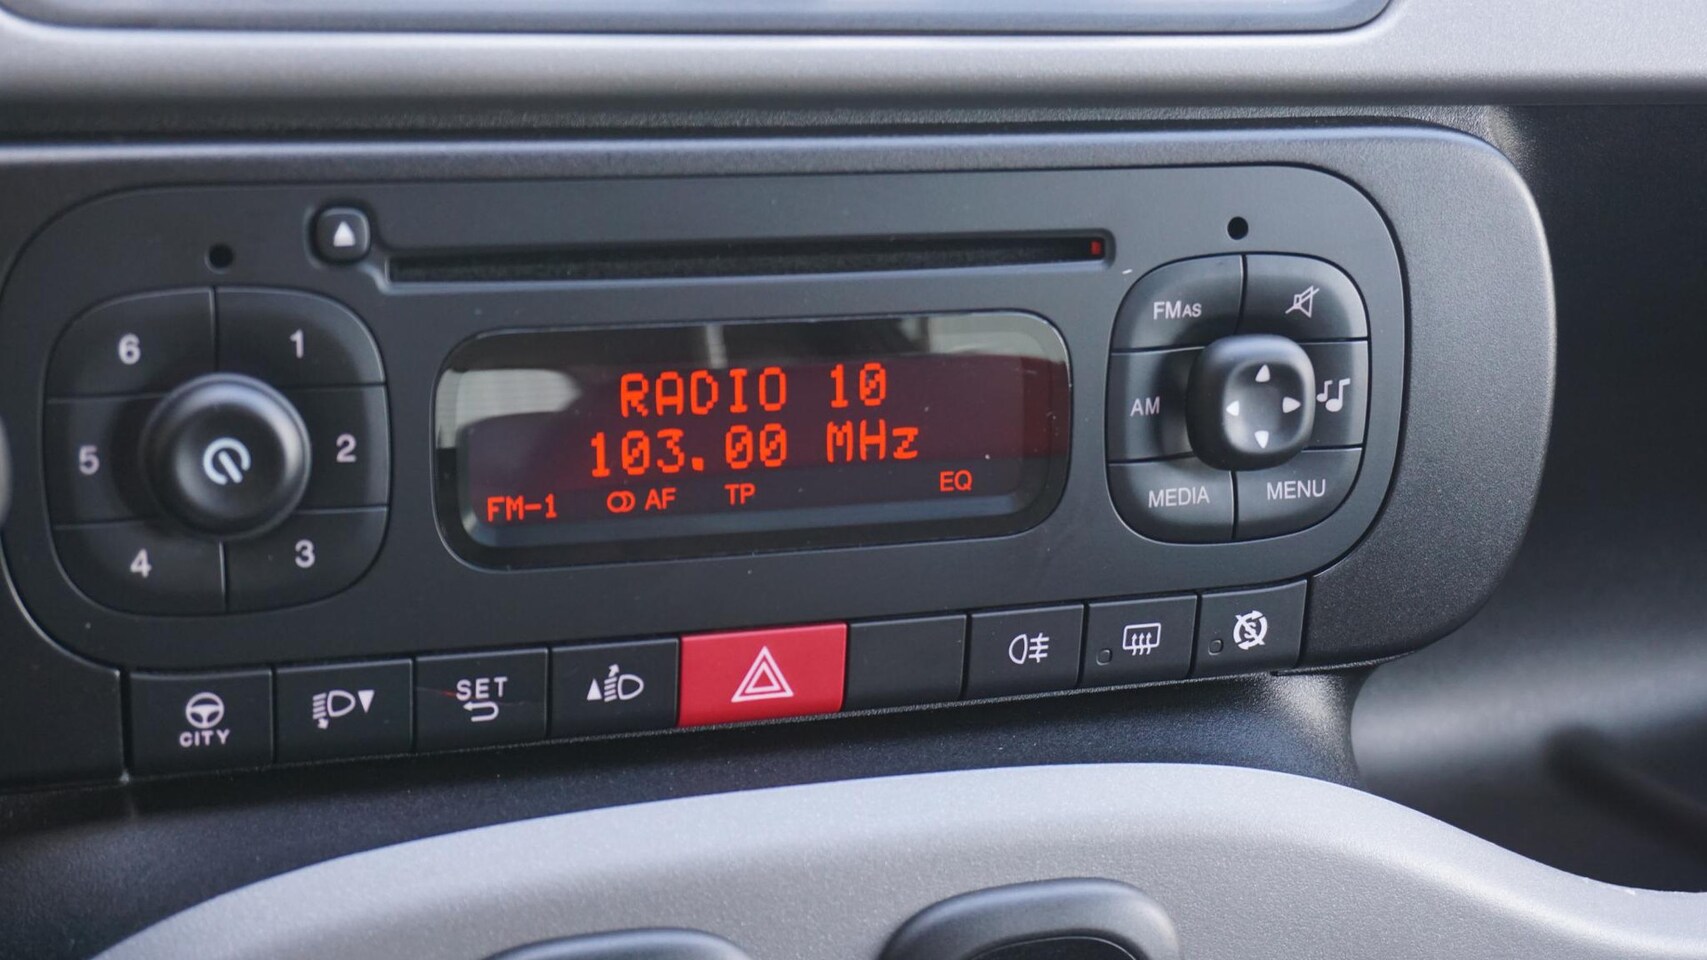 6 1
5 2
4 3
RADIO 10
103.00 MHz
FM-1 AF TP EQ
FMAS
AM
MEDIA MENU
CITY
SET